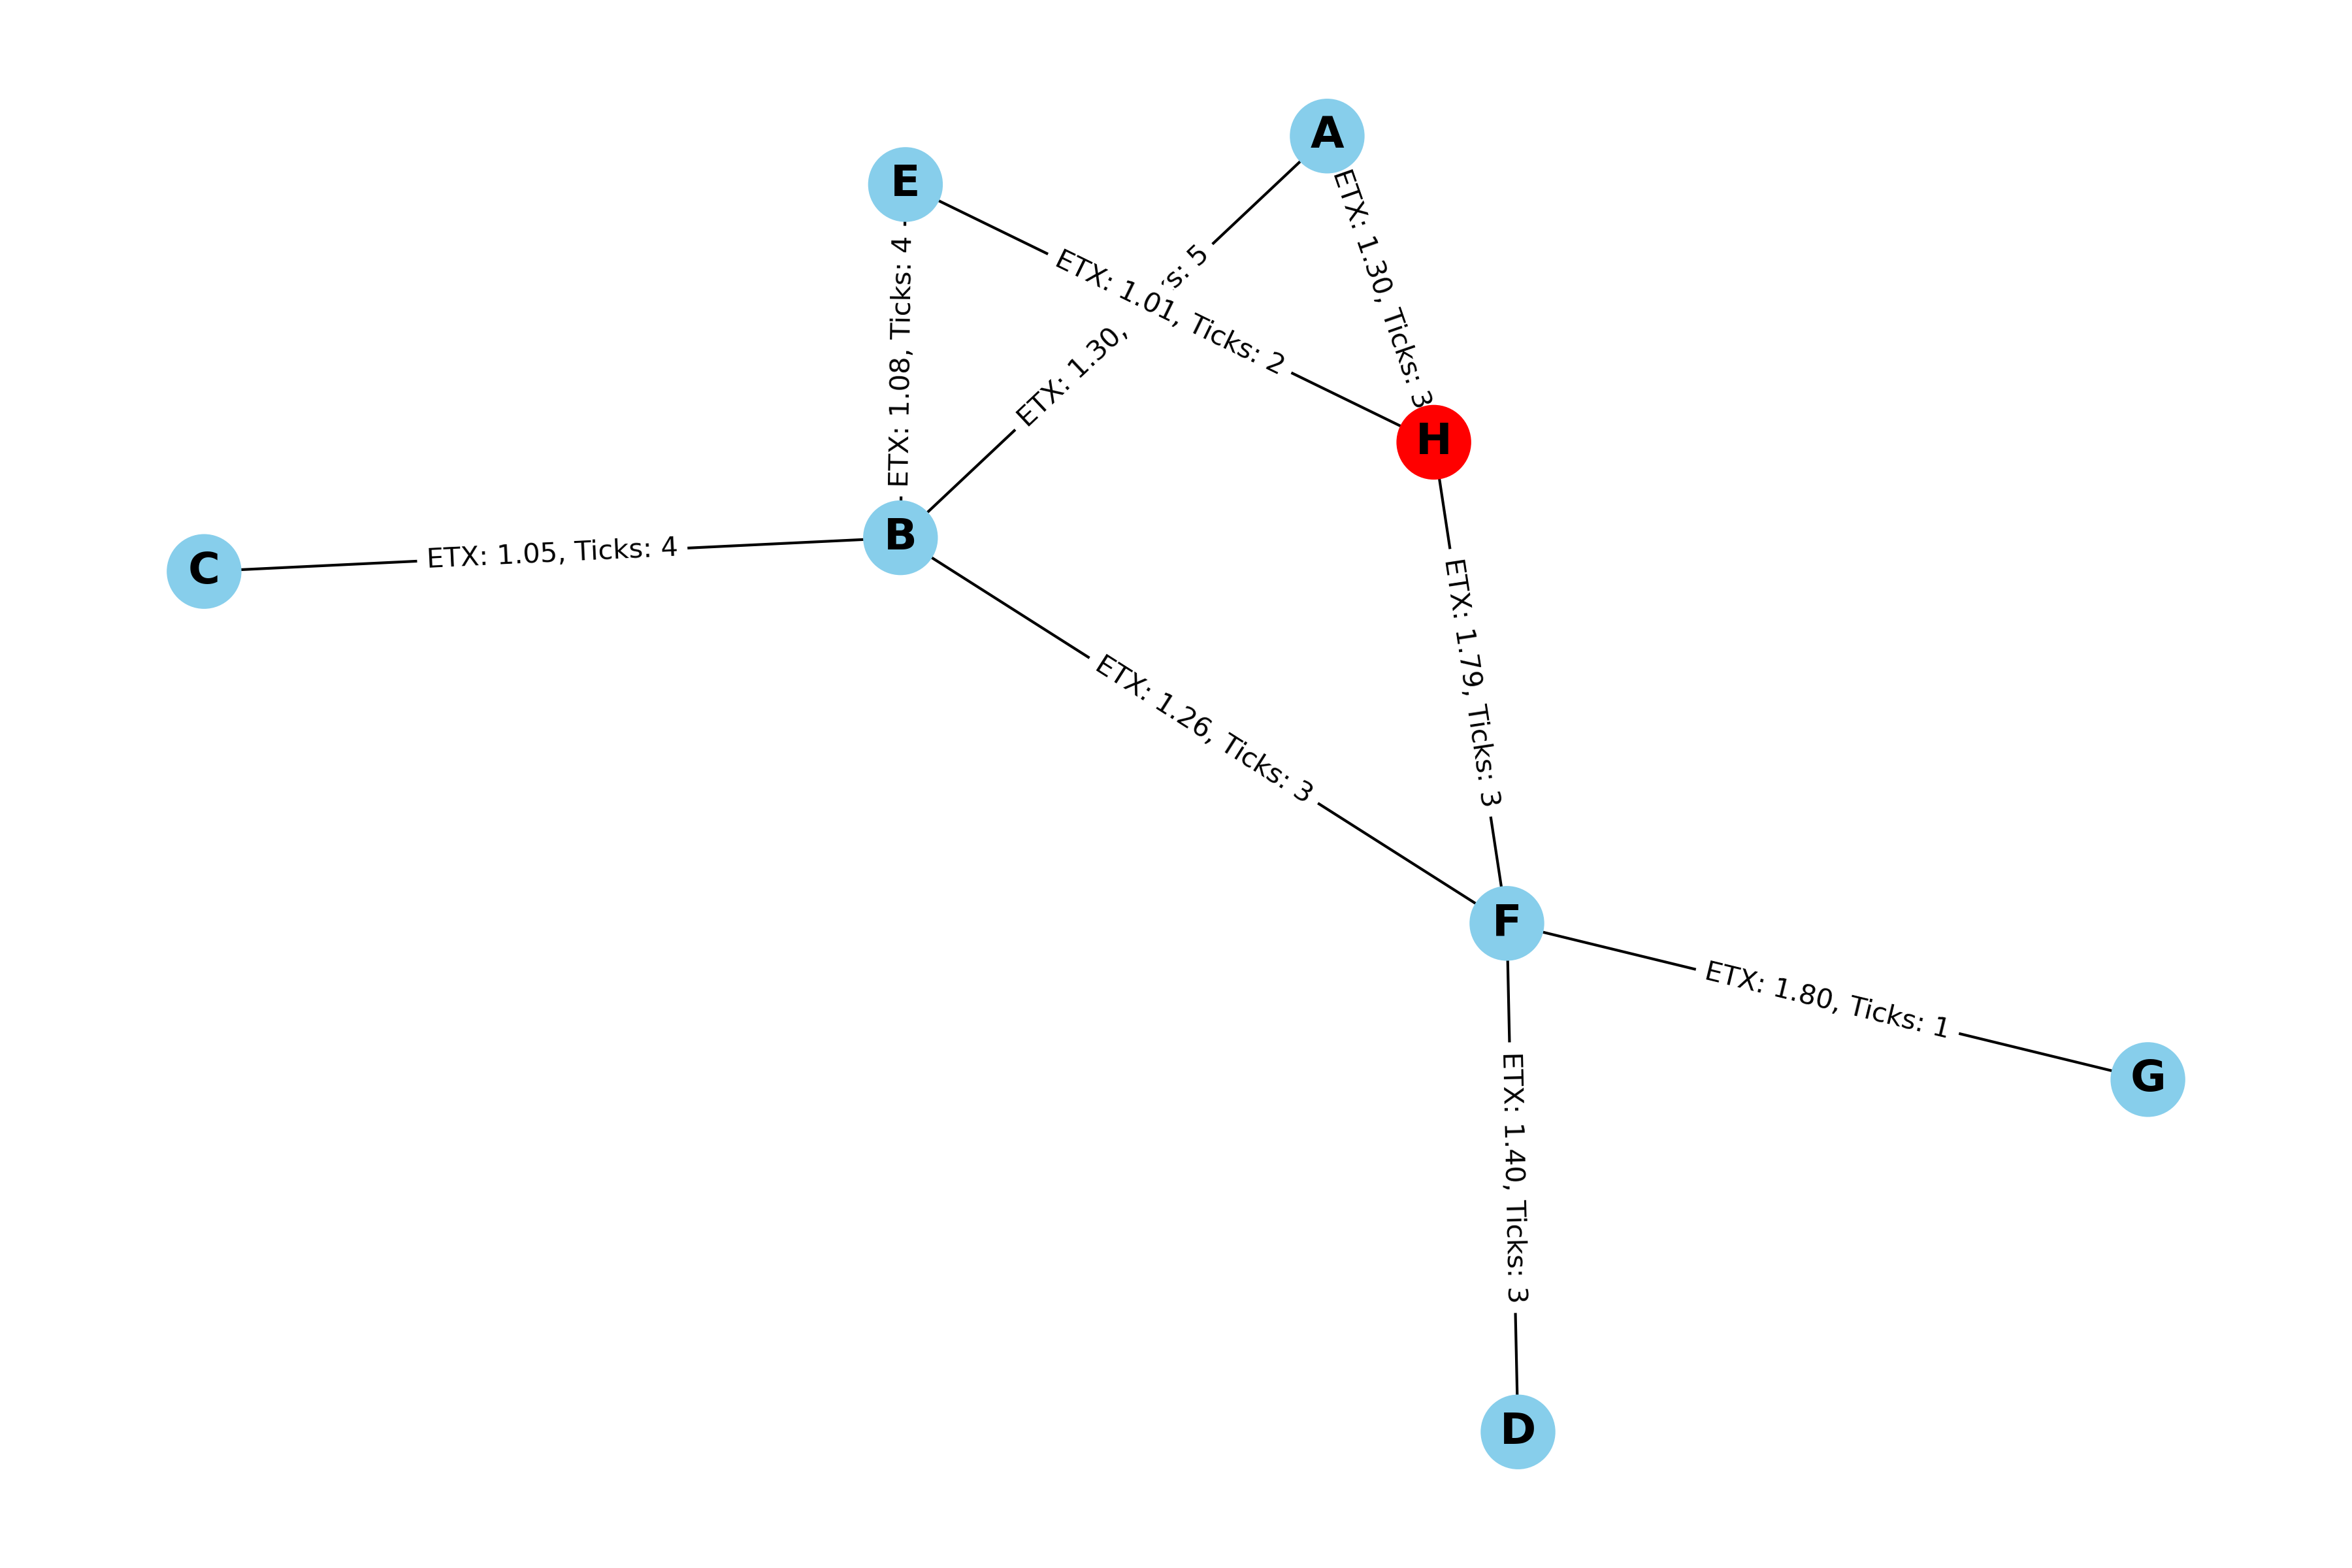 A
E
ETX: 1.30, Ticks: 3
ETX: 1.08, Ticks: 4
ETX: 1.01, Ticks: 2
ETX: 1.30,
s: 5
H
B
C
ETX: 1.05, Ticks: 4
ETX: 1.79, Ticks: 3
ETX: 1.26, Ticks: 3
F
ETX: 1.80, Ticks: 1
G
ETX: 1.40, Ticks: 3
D